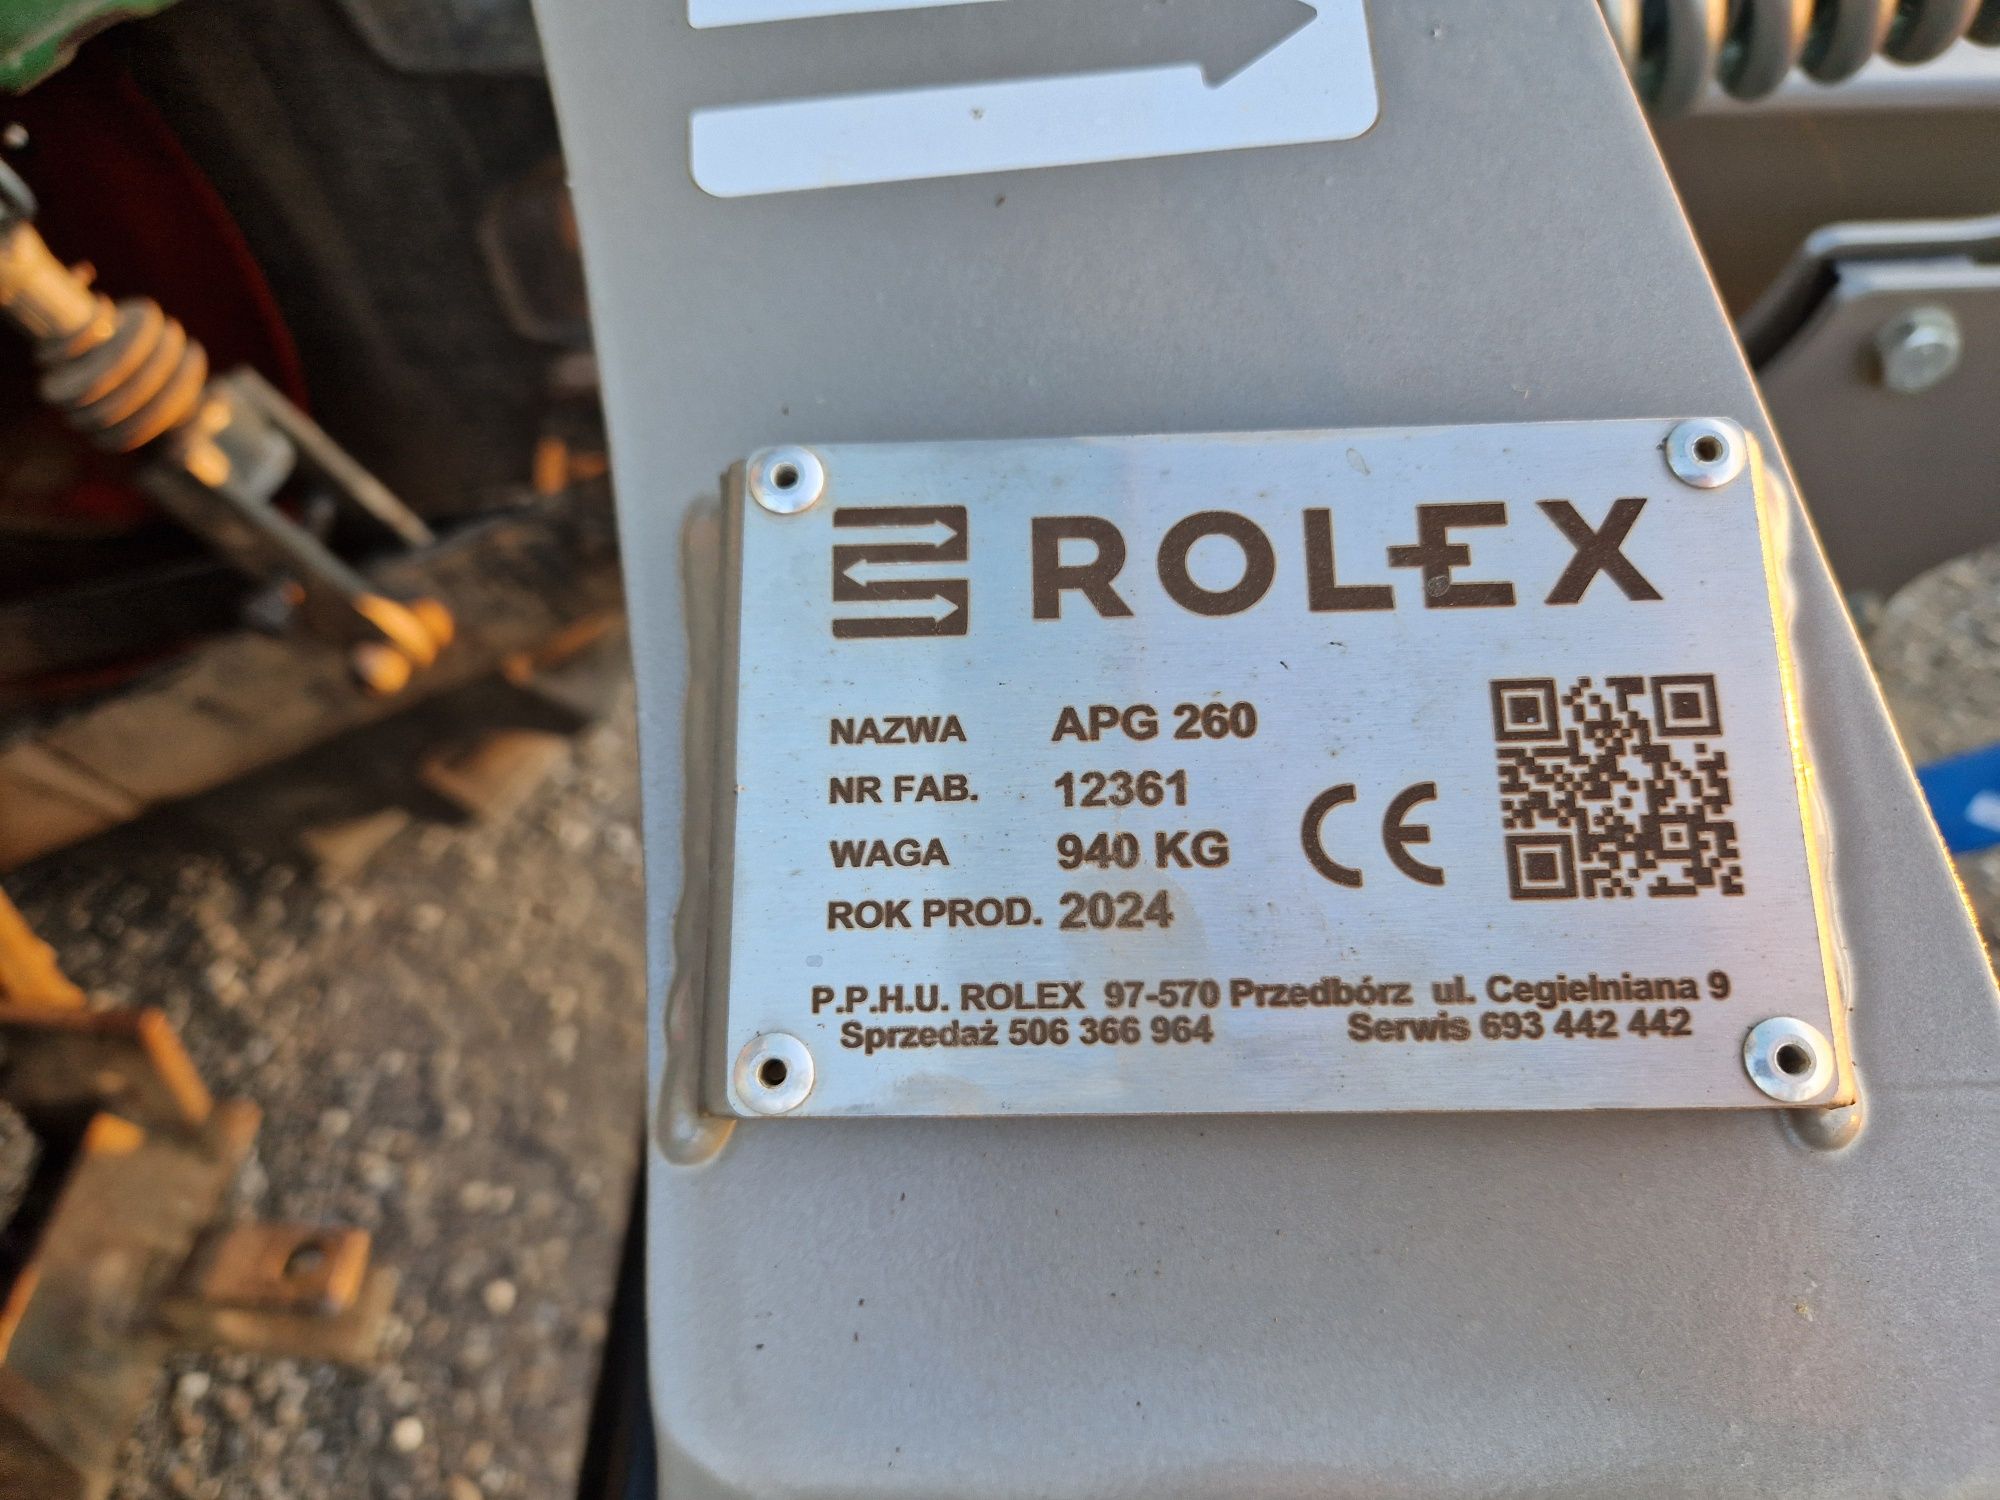 ROLEX
NAZWA APG 260
NR FAB. 12361
WAGA 940 KG
ROK PROD. 2024
CE
P.P.H.U. ROLEX 97-570 Przedbórz ul. Cegielniana 9
Sprzedaż 506 366 964 Serwis 693 442 442